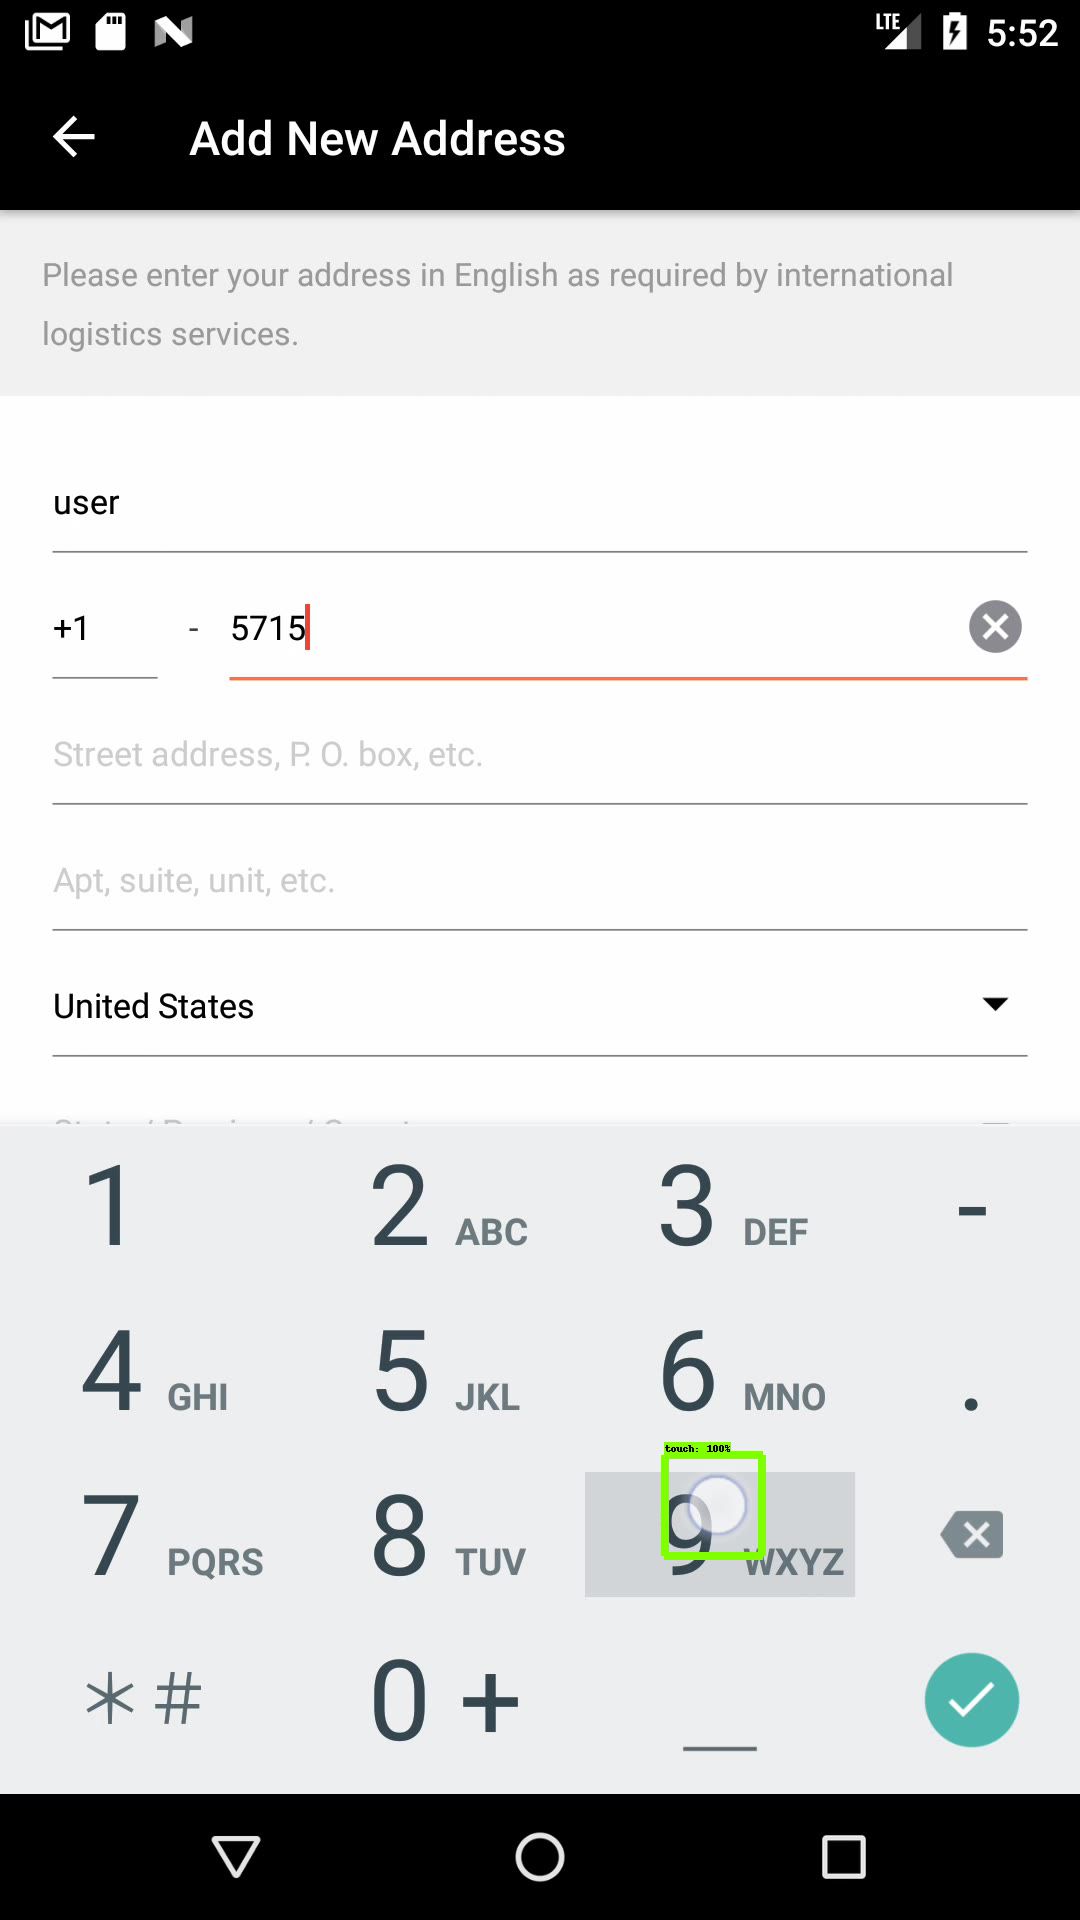 LTE 5:52
Add New Address
Please enter your address in English as required by international
logistics services.
user
+1 - 5715
Street address, P. O. box, etc.
Apt, suite, unit, etc.
United States
1 2 ABC 3 DEF -
4 GHI 5 JKL 6 MNO .
touch: 100%
7 PQRS 8 TUV 9 WXYZ
* # 0 + _